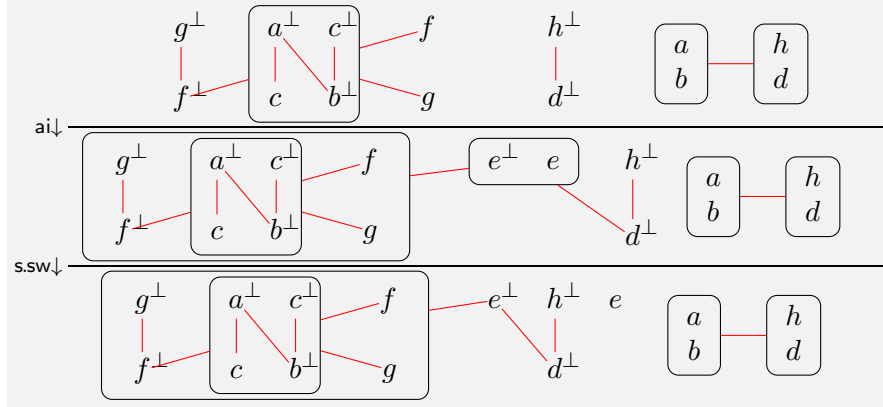 g⊥ a⊥ c⊥ f h⊥ a h
b d
f⊥ c b⊥ g d⊥
ai↓
g⊥ a⊥ c⊥ f e⊥ e h⊥ a h
b d
f⊥ c b⊥ g d⊥
s.sw↓
g⊥ a⊥ c⊥ f e⊥ h⊥ e a h
b d
f⊥ c b⊥ g d⊥